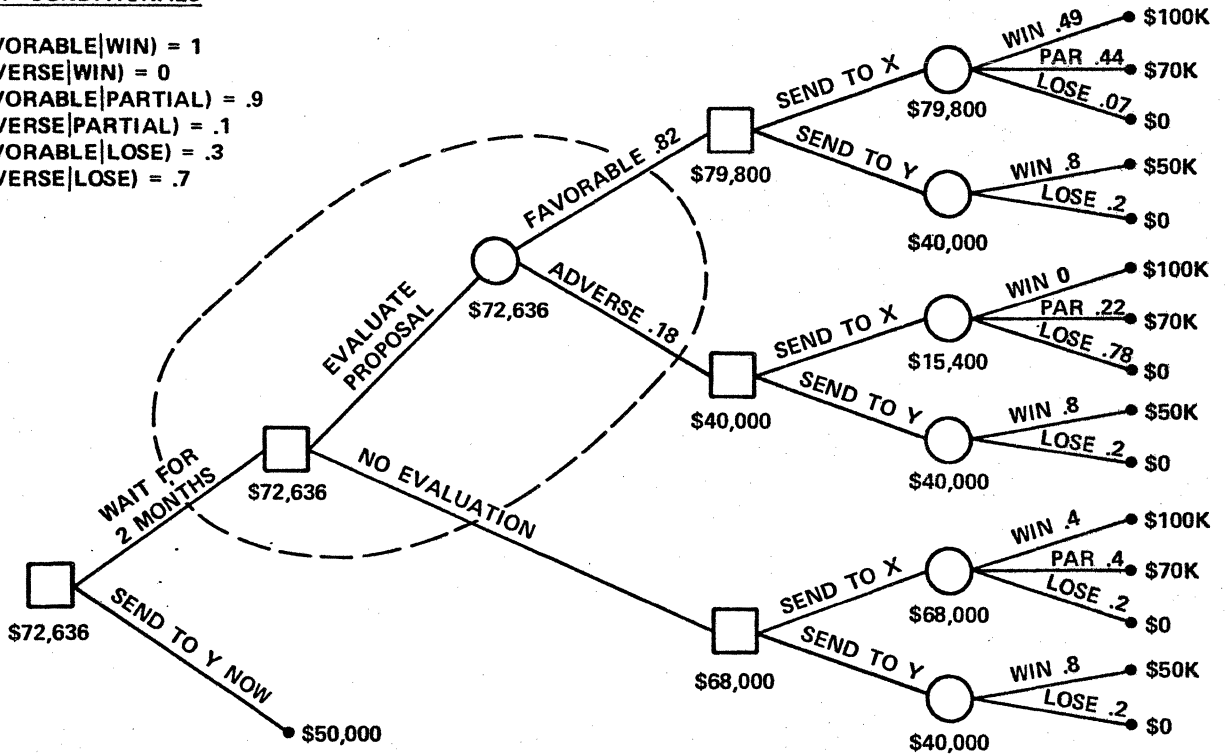 VORABLE|WIN) = 1
VERSE|WIN) = 0
VORABLE|PARTIAL) = .9
VERSE|PARTIAL) = .1
VORABLE|LOSE) = .3
VERSE|LOSE) = .7
WAIT FOR
2 MONTHS
SEND TO Y NOW
$72,636
$50,000
EVALUATE
PROPOSAL
NO EVALUATION
$72,636
FAVORABLE .82
ADVERSE .18
$72,636
SEND TO X
SEND TO Y
$79,800
WIN .49
$100K
PAR .44
$70K
LOSE .07
$0
$79,800
WIN .8
$50K
LOSE .2
$0
$40,000
SEND TO X
SEND TO Y
$40,000
WIN 0
$100K
PAR .22
$70K
LOSE .78
$0
$15,400
WIN .8
$50K
LOSE .2
$0
$40,000
SEND TO X
SEND TO Y
$68,000
WIN .4
$100K
PAR .4
$70K
LOSE .2
$0
$68,000
WIN .8
$50K
LOSE .2
$0
$40,000